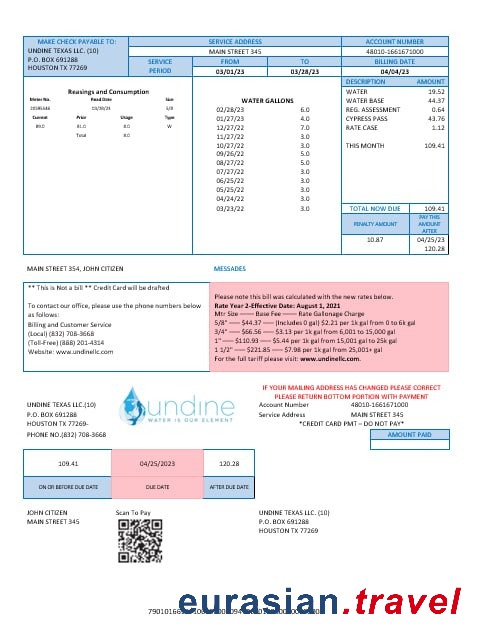 MAKE CHECK PAYABLE TO:
UNDINE TEXAS LLC. (10)
P.O. BOX 691288
HOUSTON TX 77269
SERVICE ADDRESS
MAIN STREET 345
ACCOUNT NUMBER
48010-1661671000
SERVICE PERIOD
FROM
TO
03/01/23
03/28/23
BILLING DATE
04/04/23
Reasings and Consumption
Meter No.
Read Date
Size
03/28/23
5/8
Current
Prior
Usage
Type
89.0
81.0
8.0
W
Total
8.0
WATER GALLONS
02/28/23 6.0
01/27/23 4.0
12/27/22 7.0
11/27/22 3.0
10/27/22 3.0
09/26/22 5.0
08/27/22 5.0
07/27/22 3.0
06/25/22 3.0
05/25/22 3.0
04/24/22 3.0
03/23/22 3.0
DESCRIPTION AMOUNT
WATER 19.52
WATER BASE 44.37
REG. ASSESSMENT 0.64
CYPRESS PASS 43.76
RATE CASE 1.12
THIS MONTH 109.41
TOTAL NOW DUE 109.41
PENALTY AMOUNT
PAY THIS
AMOUNT
AFTER
10.87
04/25/23
120.28
MAIN STREET 354, JOHN CITIZEN
MESSADES
** This is Not a bill ** Credit Card will be drafted
To contact our office, please use the phone numbers below
as follows:
Billing and Customer Service
(Local) (832) 708-3668
(Toll-Free) (888) 201-4314
Website: www.undinellc.com
Please note this bill was calculated with the new rates below.
Rate Year 2-Effective Date: August 1, 2021
Mtr Size —— Base Fee—- Rate Gallonage Charge
5/8" —– $44.37 —– (Includes 0 gal) $2.21 per 1k gal from 0 to 6k gal
3/4" —– $66.56 —– $3.13 per 1k gal from 6,001 to 15,000 gal
1" —– $110.93 —– $5.44 per 1k gal from 15,001 gal to 25k gal
1 1/2" —– $221.85 —– $7.98 per 1k gal from 25,001+ gal
For the full tariff please visit: www.undinellc.com.
UNDINE TEXAS LLC.(10)
P.O. BOX 691288
HOUSTON TX 77269-
PHONE NO.(832) 708-3668
undine
WATER IS OUR ELEMENT
IF YOUR MAILING ADDRESS HAS CHANGED PLEASE CORRECT
PLEASE RETURN BOTTOM PORTION WITH PAYMENT
Account Number 48010-1661671000
Service Address MAIN STREET 345
*CREDIT CARD PMT – DO NOT PAY*
AMOUNT PAID
109.41
04/25/2023
120.28
ON OR BEFORE DUE DATE
DUE DATE
AFTER DUE DATE
JOHN CITIZEN
MAIN STREET 345
Scan To Pay
UNDINE TEXAS LLC. (10)
P.O. BOX 691288
HOUSTON TX 77269
eurasian.travel